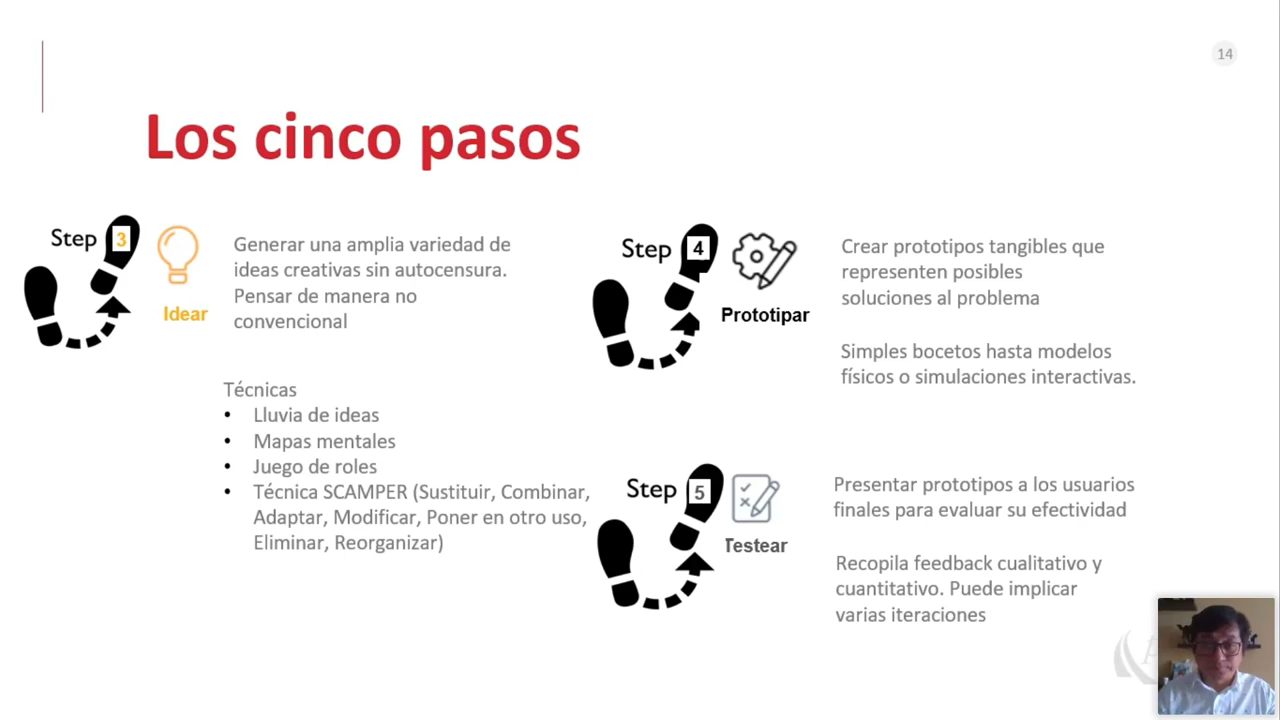 14
Los cinco pasos
Step 3
Idear
Generar una amplia variedad de
ideas creativas sin autocensura.
Pensar de manera no
convencional
Técnicas
• Lluvia de ideas
• Mapas mentales
• Juego de roles
• Técnica SCAMPER (Sustituir, Combinar,
Adaptar, Modificar, Poner en otro uso,
Eliminar, Reorganizar)
Step 4
Prototipar
Crear prototipos tangibles que
representen posibles
soluciones al problema
Simples bocetos hasta modelos
físicos o simulaciones interactivas.
Step 5
Testear
Presentar prototipos a los usuarios
finales para evaluar su efectividad
Recopila feedback cualitativo y
cuantitativo. Puede implicar
varias iteraciones